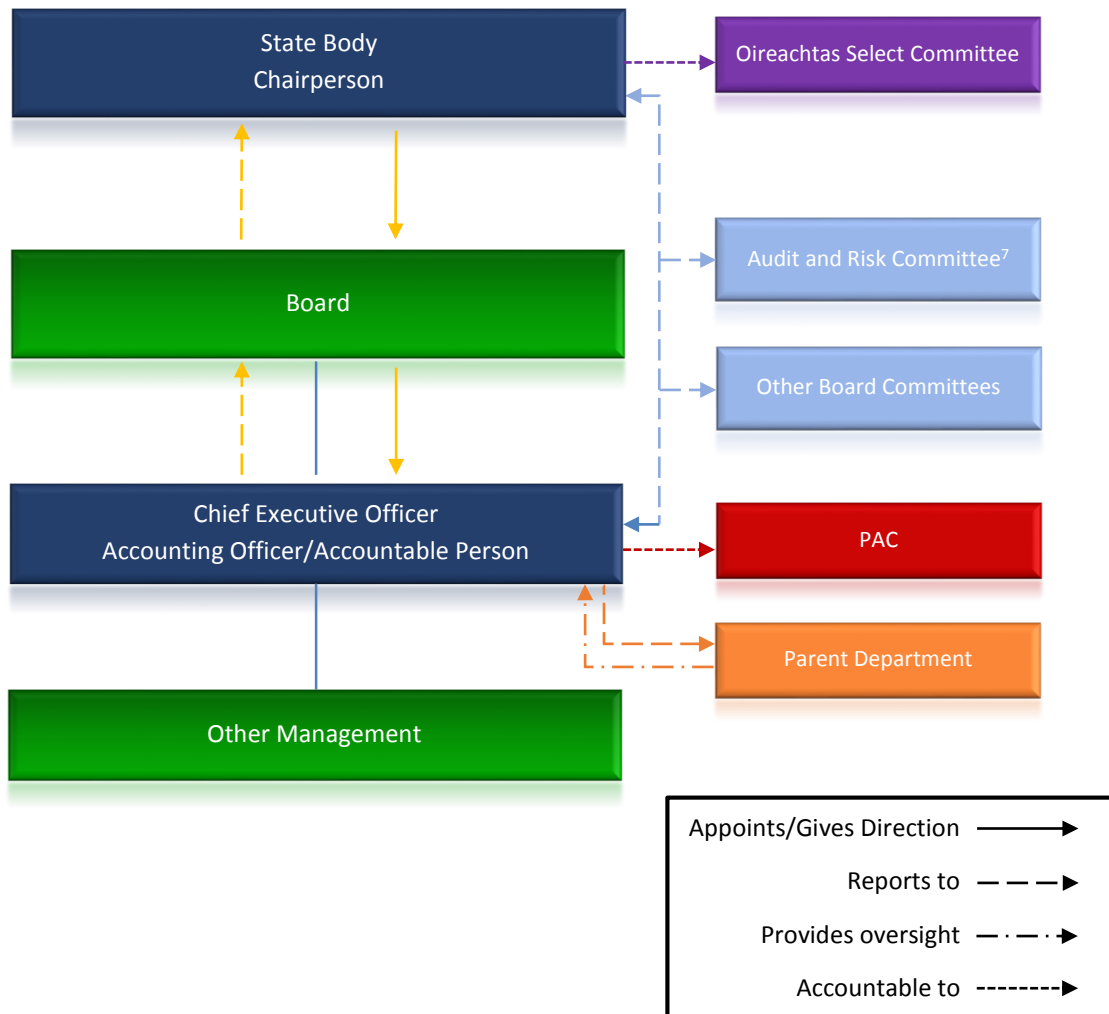 State Body
Chairperson
Oireachtas Select Committee
Board
Audit and Risk Committee⁷
Other Board Committees
Chief Executive Officer
Accounting Officer/Accountable Person
PAC
Parent Department
Other Management
Appoints/Gives Direction
Reports to
Provides oversight
Accountable to